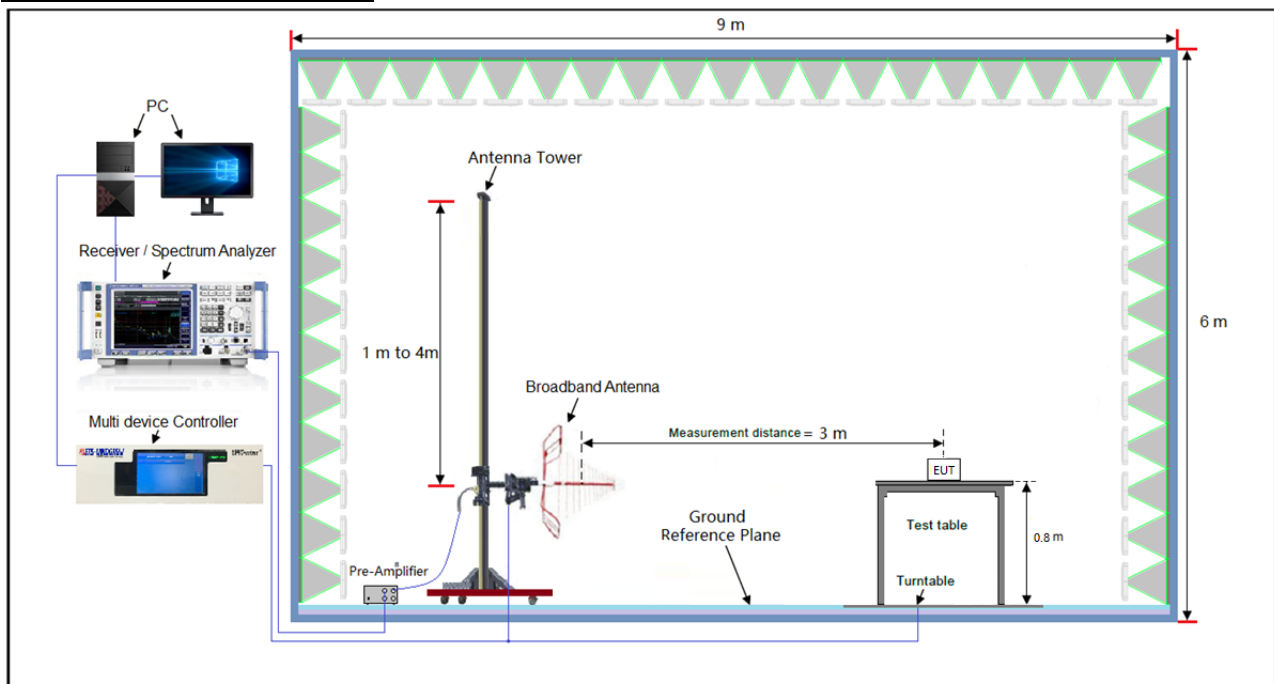 9 m
PC
Antenna Tower
Receiver / Spectrum Analyzer
6 m
1 m to 4m
Broadband Antenna
Multi device Controller
Measurement distance = 3 m
EUT
Ground
Reference Plane
Test table
0.8 m
Pre-Amplifier
Turntable